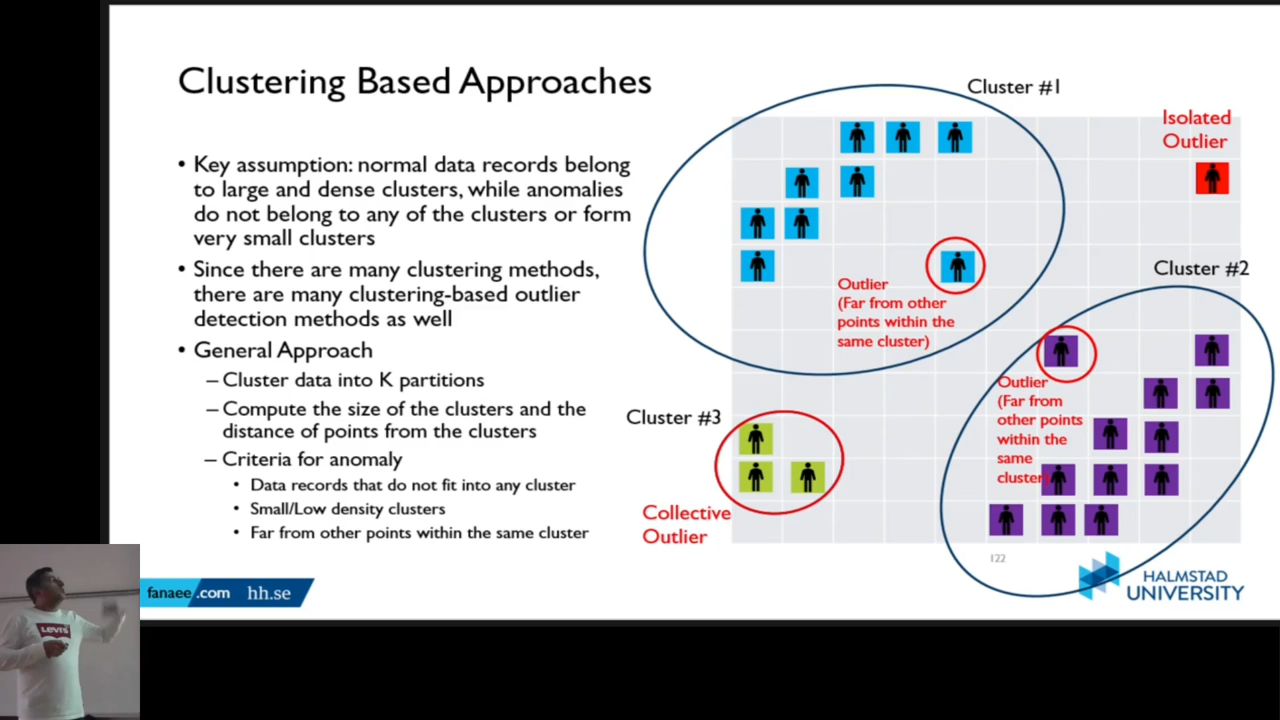 Clustering Based Approaches
• Key assumption: normal data records belong
to large and dense clusters, while anomalies
do not belong to any of the clusters or form
very small clusters
• Since there are many clustering methods,
there are many clustering-based outlier
detection methods as well
• General Approach
– Cluster data into K partitions
– Compute the size of the clusters and the
distance of points from the clusters
– Criteria for anomaly
• Data records that do not fit into any cluster
• Small/Low density clusters
• Far from other points within the same cluster
Cluster #1
Isolated
Outlier
Outlier
(Far from other
points within the
same cluster)
Cluster #2
Outlier
(Far from
other points
within the
same
cluster)
Cluster #3
Collective
Outlier
122
HALMSTAD
UNIVERSITY
fanaee.com hh.se
LEVI'S